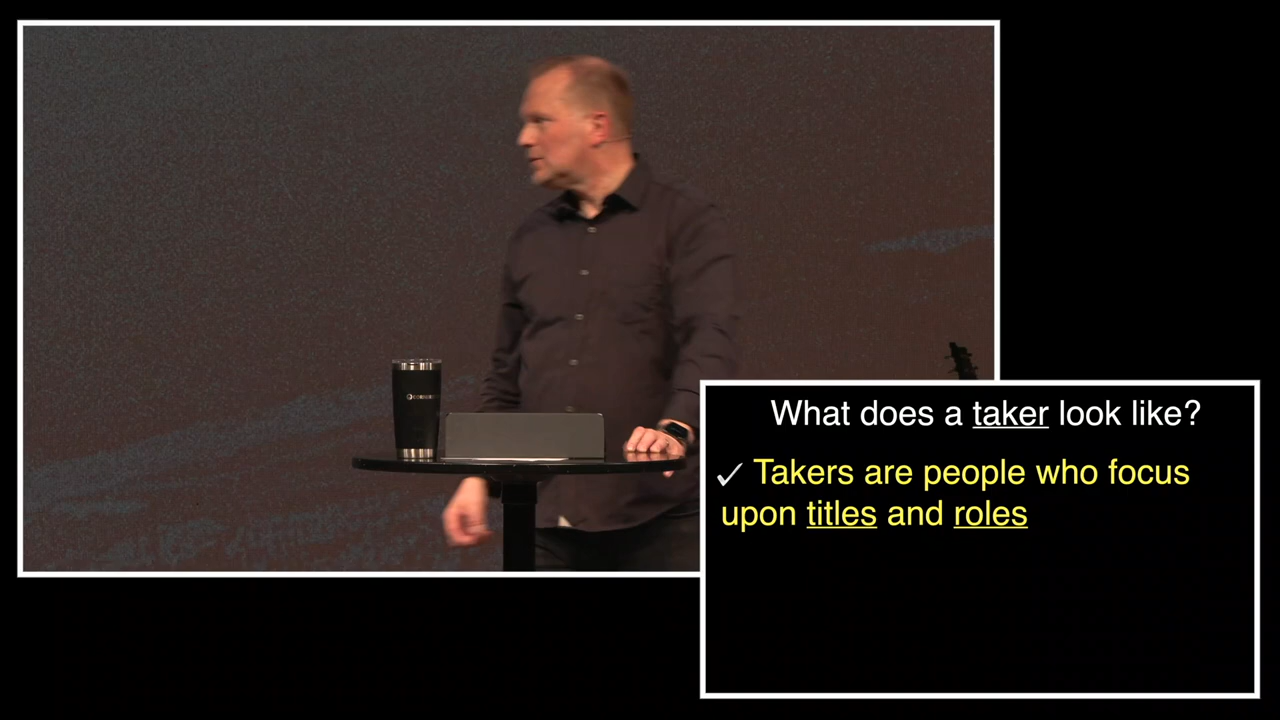 What does a taker look like?
✓ Takers are people who focus
upon titles and roles